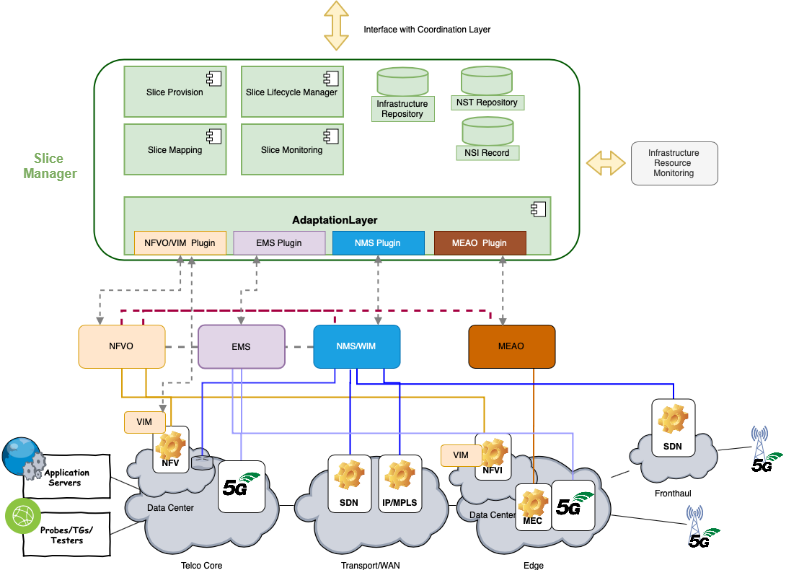 Interface with Coordination Layer
Slice Provision
Slice Lifecycle Manager
Infrastructure
Repository
NST Repository
Slice Mapping
Slice Monitoring
NSI Record
Slice
Manager
Infrastructure
Resource
Monitoring
AdaptationLayer
NFVO/VIM Plugin
EMS Plugin
NMS Plugin
MEAO Plugin
NFVO
EMS
NMS/WIM
MEAO
VIM
NFV
VIM
NFVI
SDN
5G
Application
Servers
5G
SDN
IP/MPLS
Fronthaul
Data Center
Data Center
MEC
5G
Probes/TGs/
Testers
5G
Telco Core
Transport/WAN
Edge